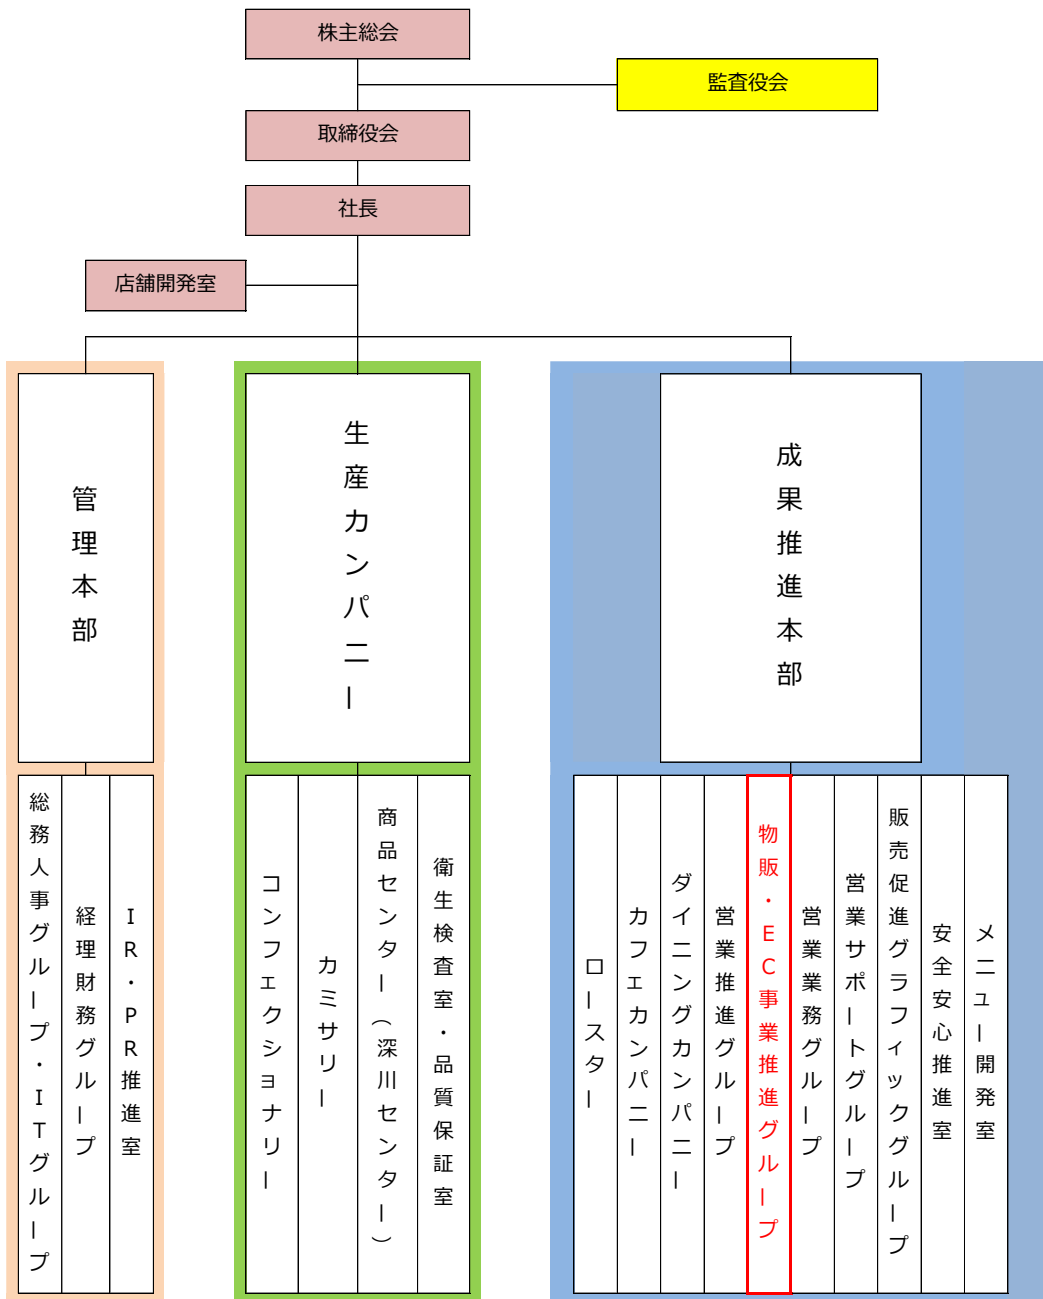 株主総会
監査役会
取締役会
社長
店舗開発室
管理本部
生産カンパニー
成果推進本部
総務人事グループ・ITグループ
経理財務グループ
IR・PR推進室
コンフェクショナリー
カミサリー
商品センター（深川センター）
衛生検査室・品質保証室
ロースター
カフェカンパニー
ダイニングカンパニー
営業推進グループ
物販・EC事業推進グループ
営業業務グループ
営業サポートグループ
販売促進グラフィックグループ
安全安心推進室
メニュー開発室